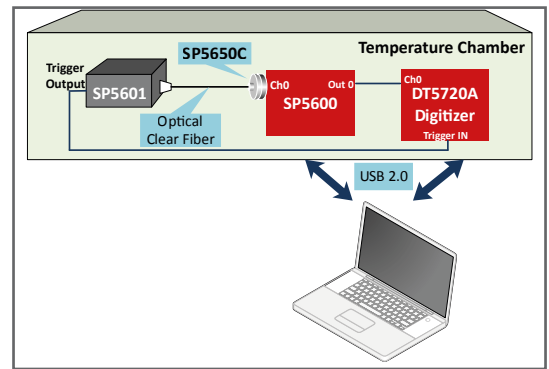 Temperature Chamber
SP5650C
Trigger
Output
SP5601
Ch0
Out 0
SP5600
Ch0
DT5720A
Digitizer
Trigger IN
Optical
Clear Fiber
USB 2.0